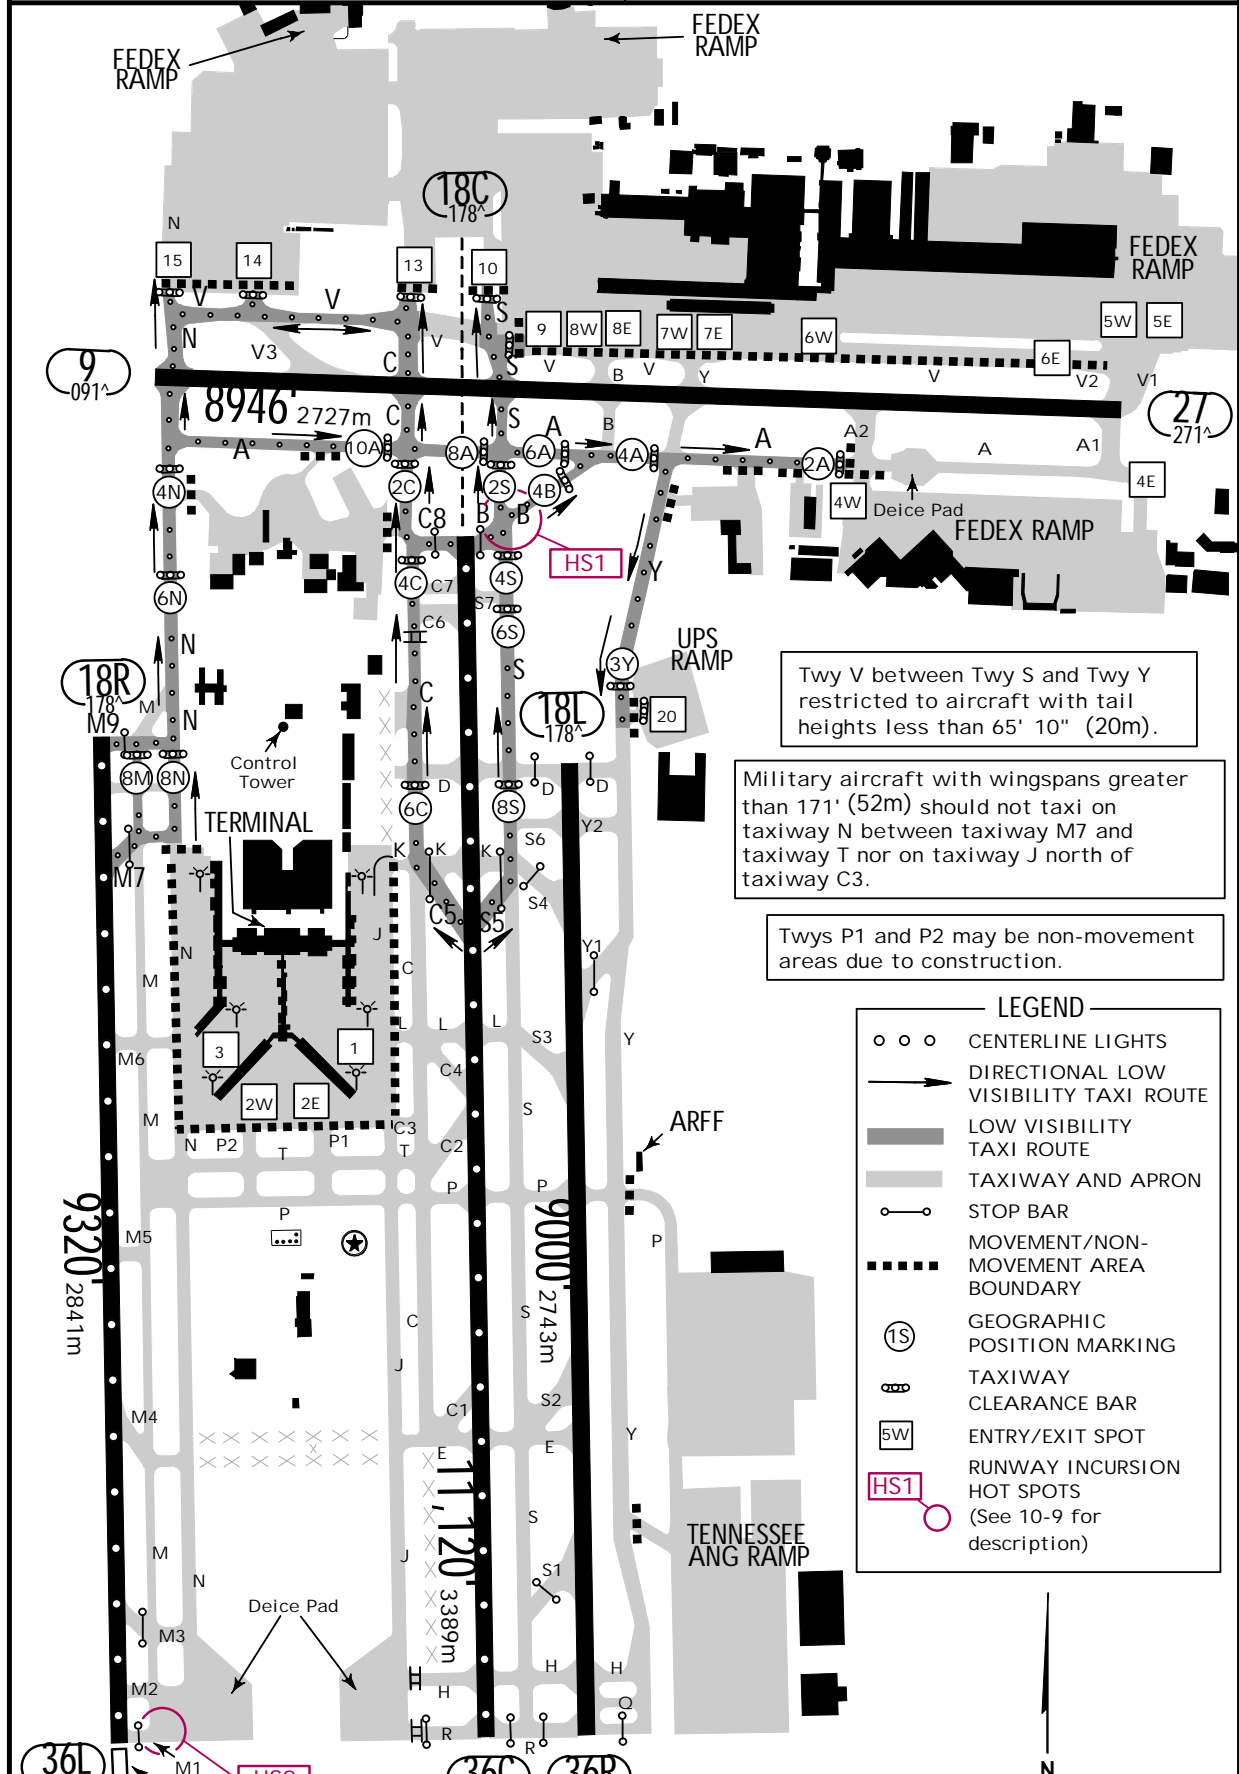 FEDEX
RAMP
FEDEX
RAMP
18C
178^
FEDEX
RAMP
N
15
14
13
10
V
V
S
9
8W
8E
7W
7E
6W
6E
5W
5E
N
V3
C
V
S
V
B
V
Y
V
V2
V1
9
091^
8946' 2727m
C
S
A
B
27
271^
A
10A
8A
6A
4A
A
2A
A2
A
A1
4N
2C
2S
4B
4W
4E
Deice Pad
FEDEX RAMP
C8
B
B
HS1
6N
4C
C7
4S
S7
Y
C6
6S
UPS
RAMP
N
S
3Y
18R
178^
M
M9
N
C
18L
178^
20
Control
Tower
8M
8N
6C
D
8S
D
D
TERMINAL
Y2
S6
K
K
K
M7
S4
C5
S5
N
J
C
Y1
M
L
L
L
S3
Y
M6
3
1
C4
2W
2E
M
S
ARFF
N
P2
T
P1
C3
T
C2
P
P
9320'
2841m
P
9000'
2743m
P
M5
C
S
J
M4
C1
S2
E
E
Y
11,120'
3389m
S
M
N
J
S1
TENNESSEE
ANG RAMP
Deice Pad
M3
M2
H
H
H
Q
R
R
M1
36L
HS2
36C
36R
Twy V between Twy S and Twy Y
restricted to aircraft with tail
heights less than 65' 10" (20m).
Military aircraft with wingspans greater
than 171' (52m) should not taxi on
taxiway N between taxiway M7 and
taxiway T nor on taxiway J north of
taxiway C3.
Twys P1 and P2 may be non-movement
areas due to construction.
LEGEND
CENTERLINE LIGHTS
DIRECTIONAL LOW
VISIBILITY TAXI ROUTE
LOW VISIBILITY
TAXI ROUTE
TAXIWAY AND APRON
STOP BAR
MOVEMENT/NON-
MOVEMENT AREA
BOUNDARY
1S
GEOGRAPHIC
POSITION MARKING
TAXIWAY
CLEARANCE BAR
5W
ENTRY/EXIT SPOT
HS1
RUNWAY INCURSION
HOT SPOTS
(See 10-9 for
description)
N